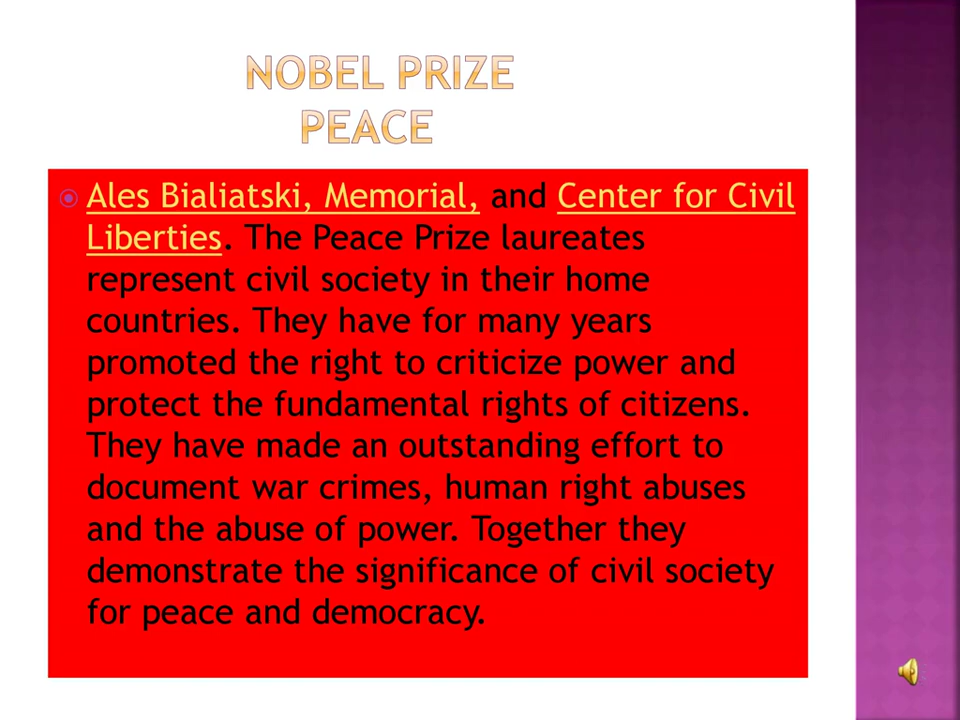 NOBEL PRIZE
PEACE
Ales Bialiatski, Memorial, and Center for Civil
Liberties. The Peace Prize laureates
represent civil society in their home
countries. They have for many years
promoted the right to criticize power and
protect the fundamental rights of citizens.
They have made an outstanding effort to
document war crimes, human right abuses
and the abuse of power. Together they
demonstrate the significance of civil society
for peace and democracy.